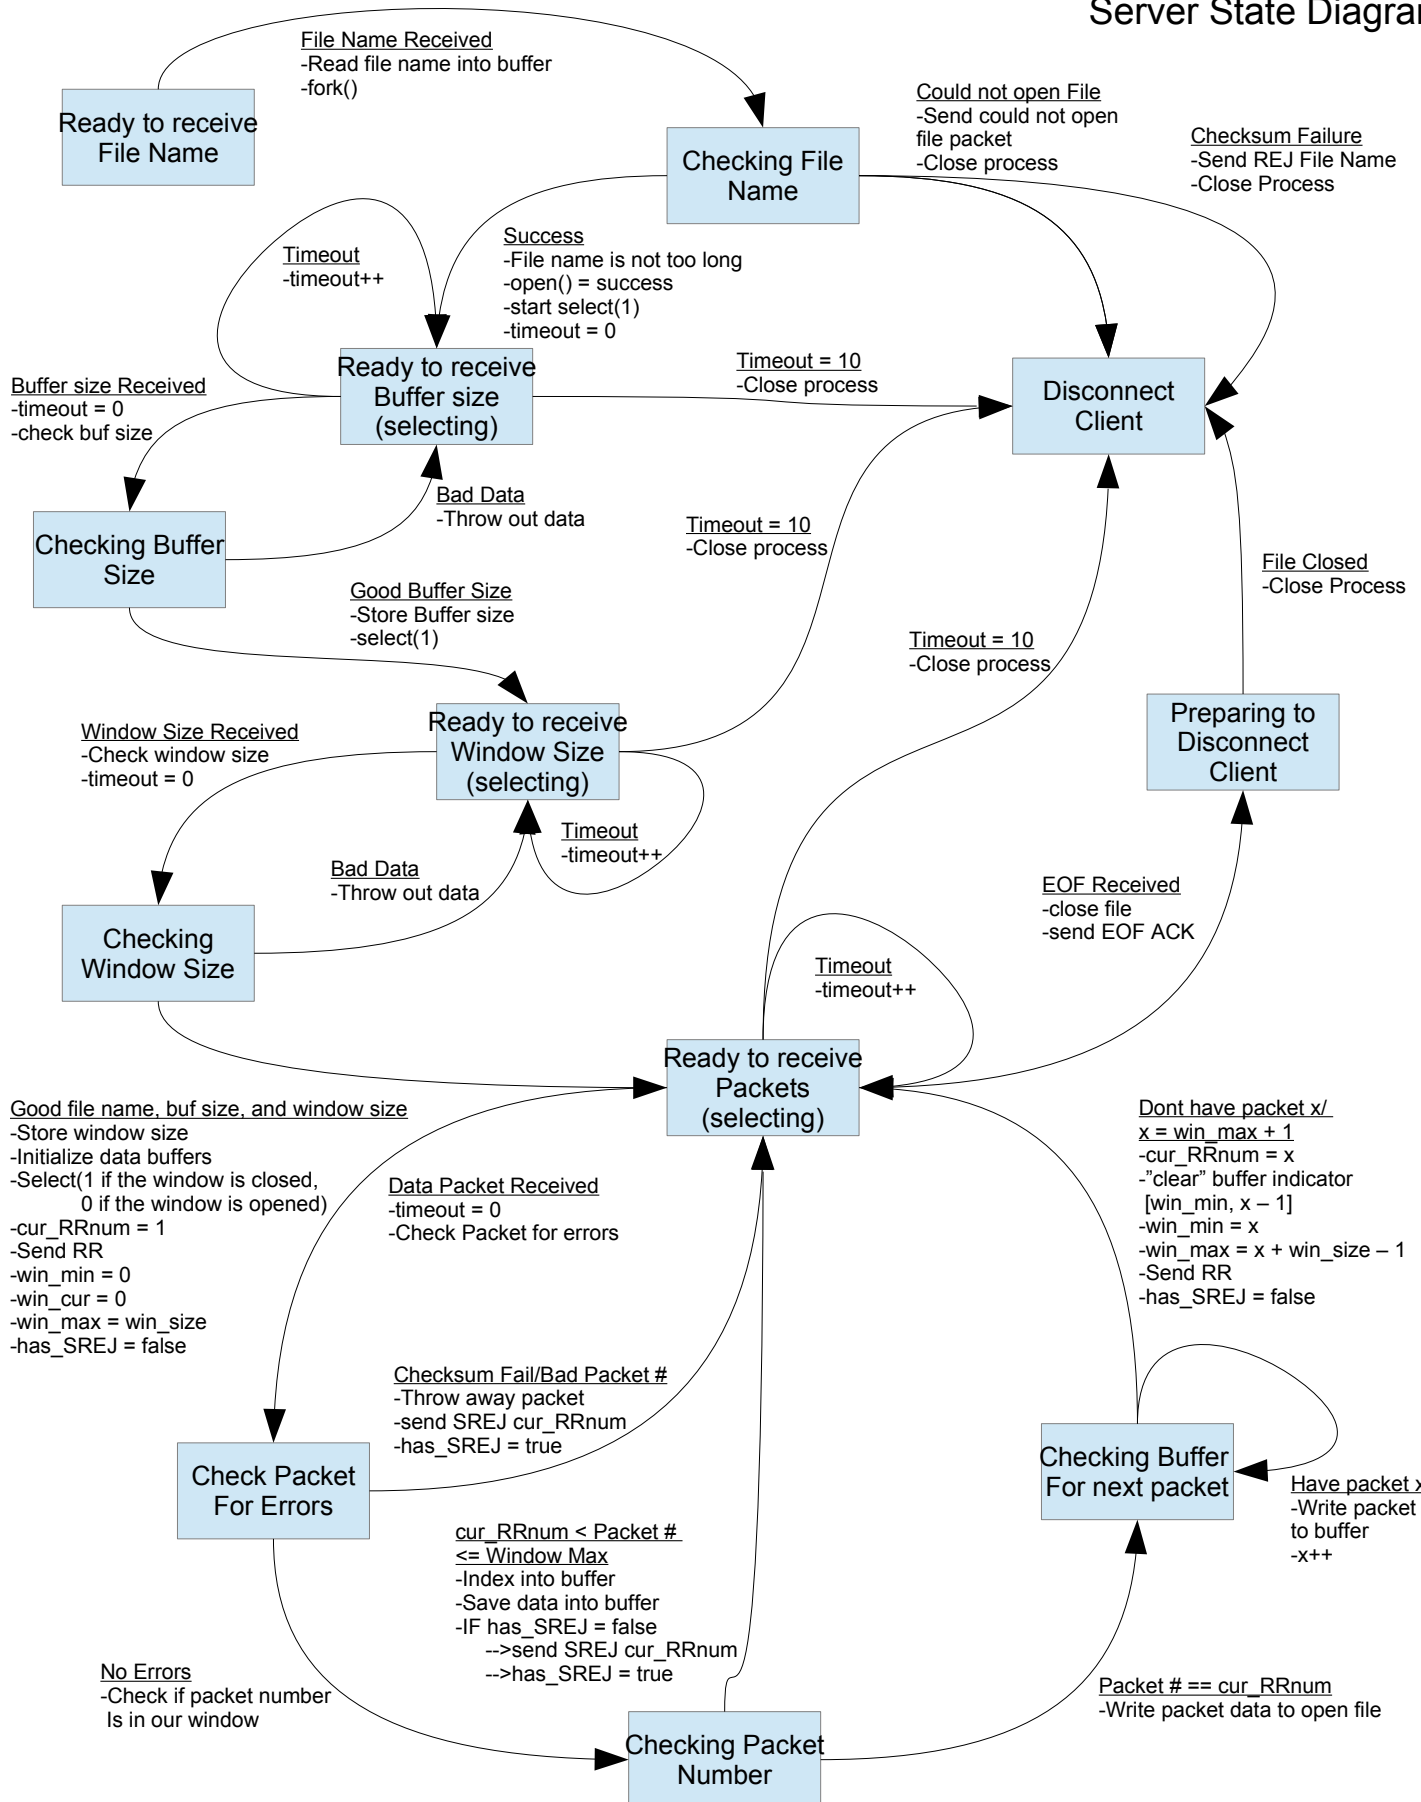 Server State Diagram
File Name Received
-Read file name into buffer
-fork()
Ready to receive
File Name
Checking File
Name
Could not open File
-Send could not open
file packet
-Close process
Checksum Failure
-Send REJ File Name
-Close Process
Timeout
-timeout++
Success
-File name is not too long
-open() = success
-start select(1)
-timeout = 0
Ready to receive
Buffer size
(selecting)
Timeout = 10
-Close process
Disconnect
Client
Buffer size Received
-timeout = 0
-check buf size
Bad Data
-Throw out data
Checking Buffer
Size
Timeout = 10
-Close process
File Closed
-Close Process
Good Buffer Size
-Store Buffer size
-select(1)
Timeout = 10
-Close process
Ready to receive
Window Size
(selecting)
Window Size Received
-Check window size
-timeout = 0
Preparing to
Disconnect
Client
Timeout
-timeout++
Bad Data
-Throw out data
Checking
Window Size
EOF Received
-close file
-send EOF ACK
Timeout
-timeout++
Ready to receive
Packets
(selecting)
Good file name, buf size, and window size
-Store window size
-Initialize data buffers
-Select(1 if the window is closed,
0 if the window is opened)
-cur_RRnum = 1
-Send RR
-win_min = 0
-win_cur = 0
-win_max = win_size
-has_SREJ = false
Data Packet Received
-timeout = 0
-Check Packet for errors
Dont have packet x/
x = win_max + 1
-cur_RRnum = x
-"clear" buffer indicator
[win_min, x – 1]
-win_min = x
-win_max = x + win_size – 1
-Send RR
-has_SREJ = false
Checksum Fail/Bad Packet #
-Throw away packet
-send SREJ cur_RRnum
-has_SREJ = true
Check Packet
For Errors
Checking Buffer
For next packet
Have packet x
-Write packet
to buffer
-x++
cur_RRnum < Packet #
<= Window Max
-Index into buffer
-Save data into buffer
-IF has_SREJ = false
-->send SREJ cur_RRnum
-->has_SREJ = true
No Errors
-Check if packet number
Is in our window
Packet # == cur_RRnum
-Write packet data to open file
Checking Packet
Number